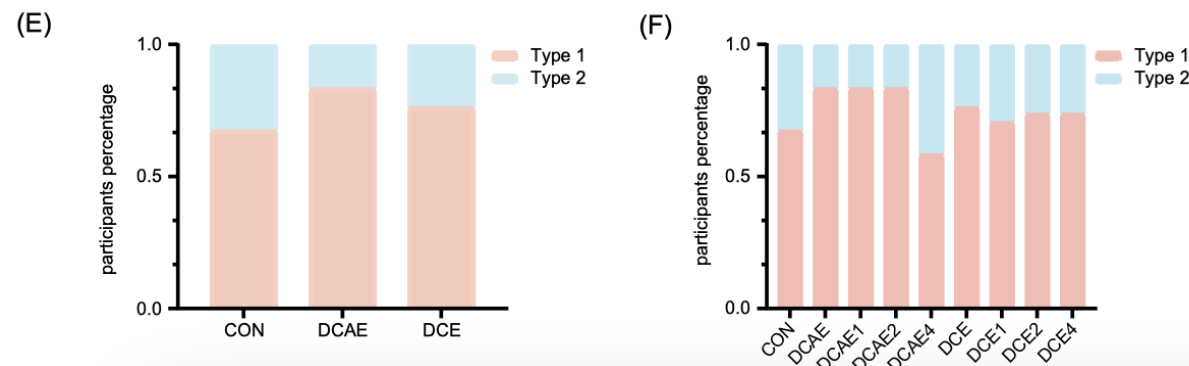 (E)
participants percentage
1.0
0.5
0.0
CON DCAE DCE
Type 1
Type 2
(F)
participants percentage
1.0
0.5
0.0
CON DCAE DCAE1 DCAE2 DCAE4 DCE DCE1 DCE2 DCE4
Type 1
Type 2